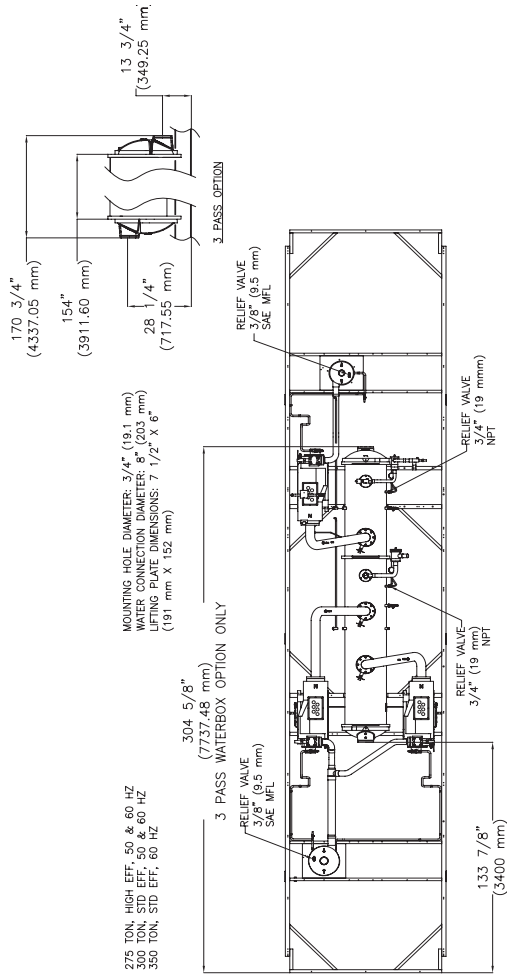 275 TON, HIGH EFF, 50 & 60 HZ
300 TON, STD EFF, 50 & 60 HZ
350 TON, STD EFF, 60 HZ
MOUNTING HOLE DIAMETER: 3/4" (19.1 mm)
WATER CONNECTION DIAMETER: 8" (203 mm)
LIFTING PLATE DIMENSIONS: 7 1/2" X 6"
(191 mm X 152 mm)
170 3/4"
(4337.05 mm)
154"
(3911.60 mm)
28 1/4"
(717.55 mm)
13 3/4"
(349.25 mm)
3 PASS OPTION
304 5/8"
(7737.48 mm)
3 PASS WATERBOX OPTION ONLY
RELIEF VALVE
3/8" (9.5 mm)
SAE MFL
RELIEF VALVE
3/8" (9.5 mm)
SAE MFL
RELIEF VALVE
3/4" (19 mm)
NPT
RELIEF VALVE
3/4" (19 mmm)
NPT
133 7/8"
(3400 mm)